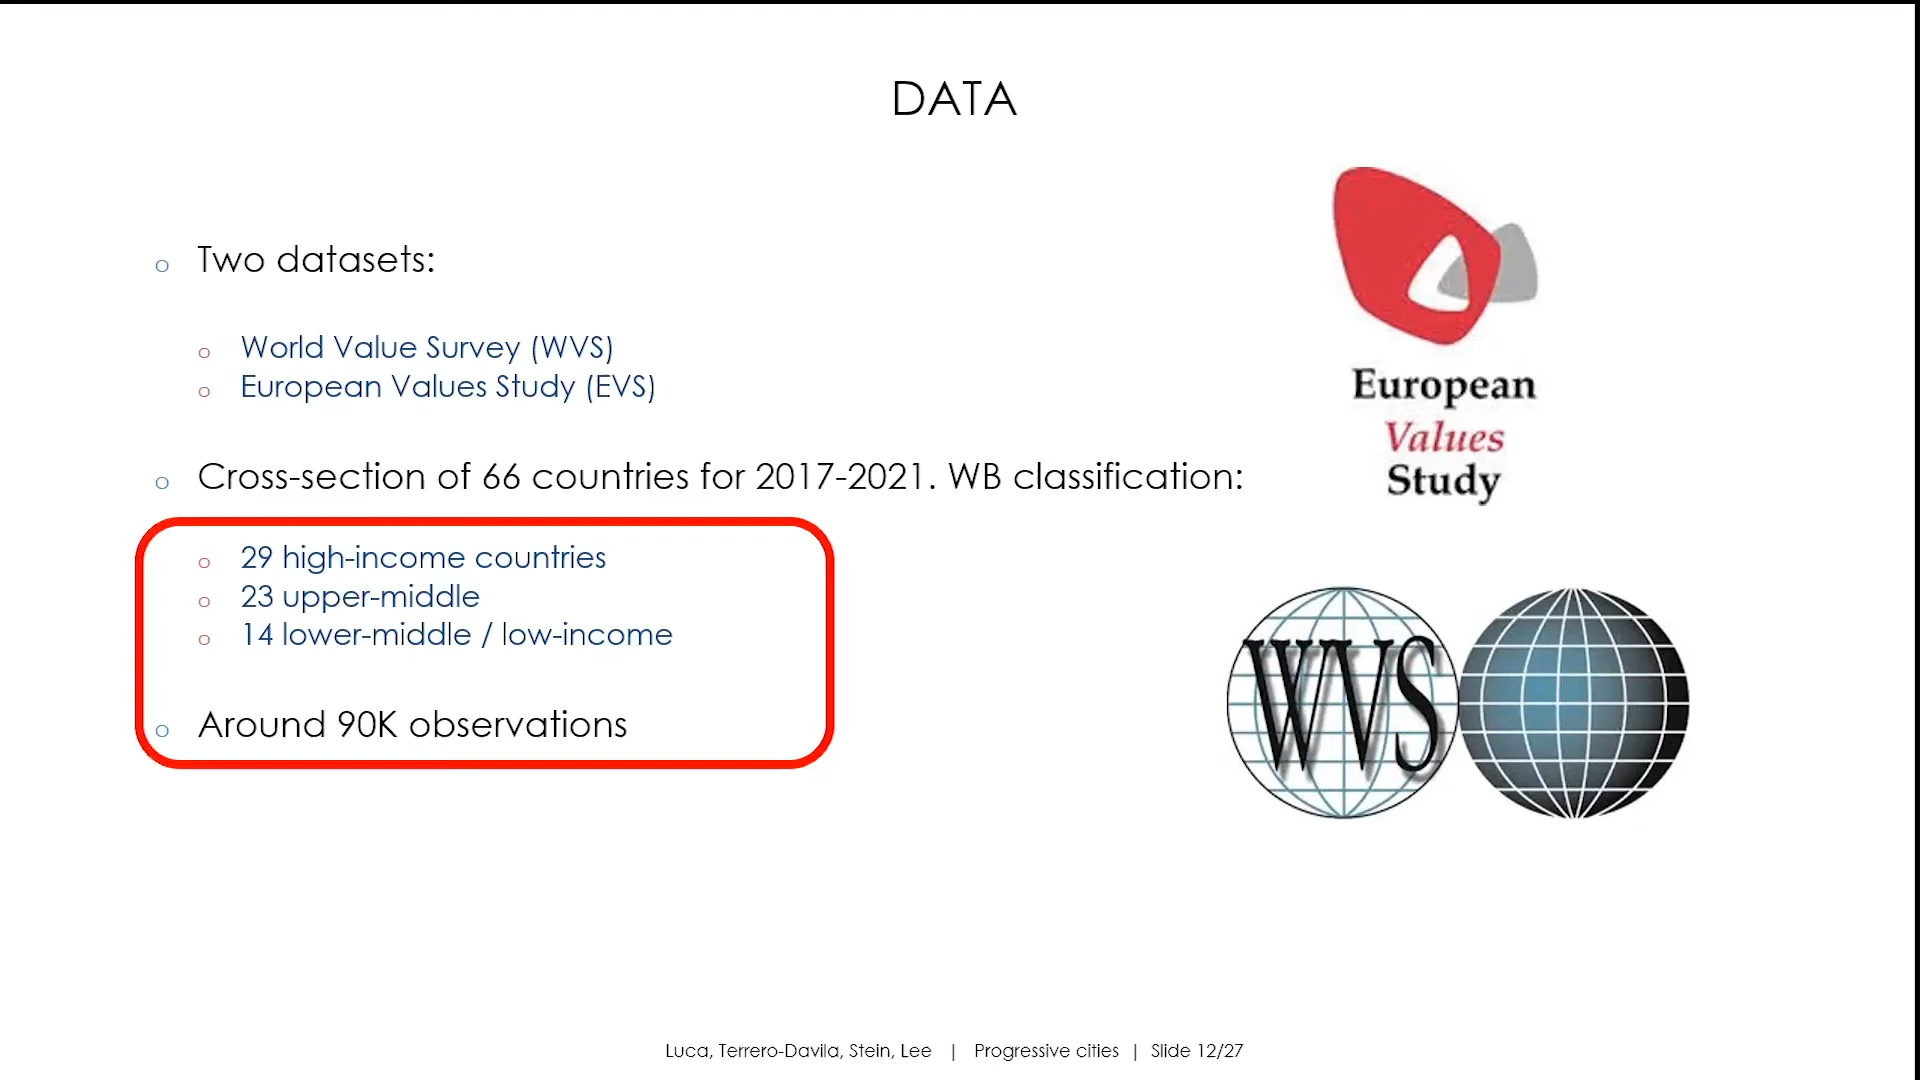 DATA
Two datasets:
World Value Survey (WVS)
European Values Study (EVS)
Cross-section of 66 countries for 2017-2021. WB classification:
29 high-income countries
23 upper-middle
14 lower-middle / low-income
Around 90K observations
European
Values
Study
WVS
Luca, Terrero-Davila, Stein, Lee | Progressive cities | Slide 12/27